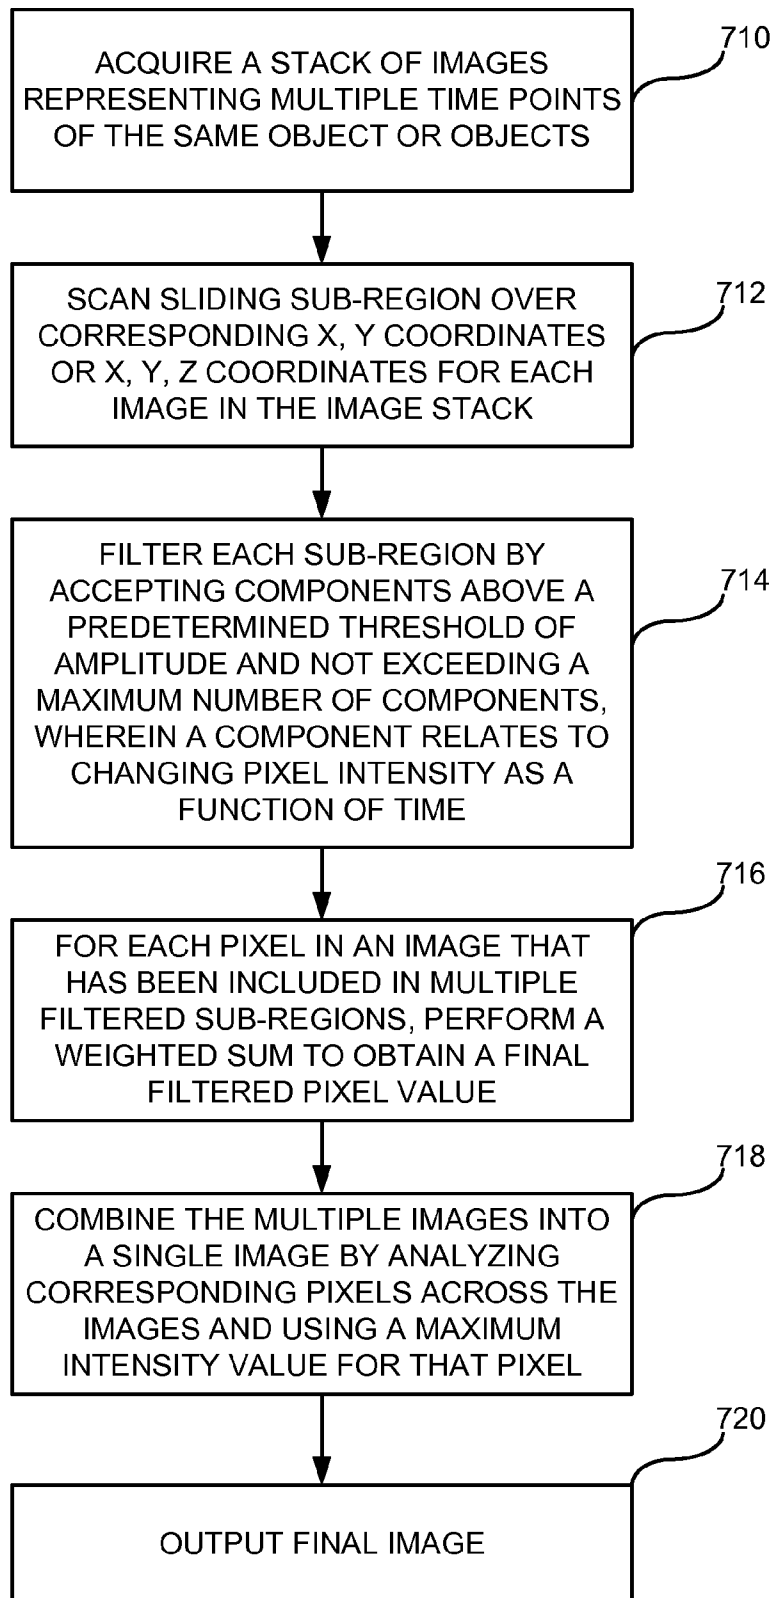 710
ACQUIRE A STACK OF IMAGES
REPRESENTING MULTIPLE TIME POINTS
OF THE SAME OBJECT OR OBJECTS
712
SCAN SLIDING SUB-REGION OVER
CORRESPONDING X, Y COORDINATES
OR X, Y, Z COORDINATES FOR EACH
IMAGE IN THE IMAGE STACK
714
FILTER EACH SUB-REGION BY
ACCEPTING COMPONENTS ABOVE A
PREDETERMINED THRESHOLD OF
AMPLITUDE AND NOT EXCEEDING A
MAXIMUM NUMBER OF COMPONENTS,
WHEREIN A COMPONENT RELATES TO
CHANGING PIXEL INTENSITY AS A
FUNCTION OF TIME
716
FOR EACH PIXEL IN AN IMAGE THAT
HAS BEEN INCLUDED IN MULTIPLE
FILTERED SUB-REGIONS, PERFORM A
WEIGHTED SUM TO OBTAIN A FINAL
FILTERED PIXEL VALUE
718
COMBINE THE MULTIPLE IMAGES INTO
A SINGLE IMAGE BY ANALYZING
CORRESPONDING PIXELS ACROSS THE
IMAGES AND USING A MAXIMUM
INTENSITY VALUE FOR THAT PIXEL
720
OUTPUT FINAL IMAGE